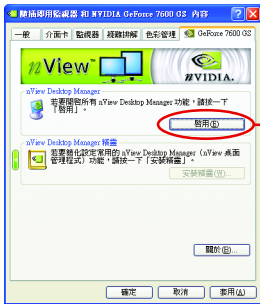 隨插即用監視器 和 NVIDIA GeForce 7600 GS 內容
一般 介面卡 監視器 疑難排解 色彩管理 GeForce 7600 GS
nView
nVIDIA.
nView Desktop Manager
若要開啟所有 nView Desktop Manager 功能，請按一下
「啟用」。
啟用(E)
nView Desktop Manager 精靈
若要簡化設定常用的 nView Desktop Manager（nView 桌面
管理程式）功能，請按一下「安裝精靈」。
安裝精靈(W)...
關於(B)...
確定 取消 套用(A)